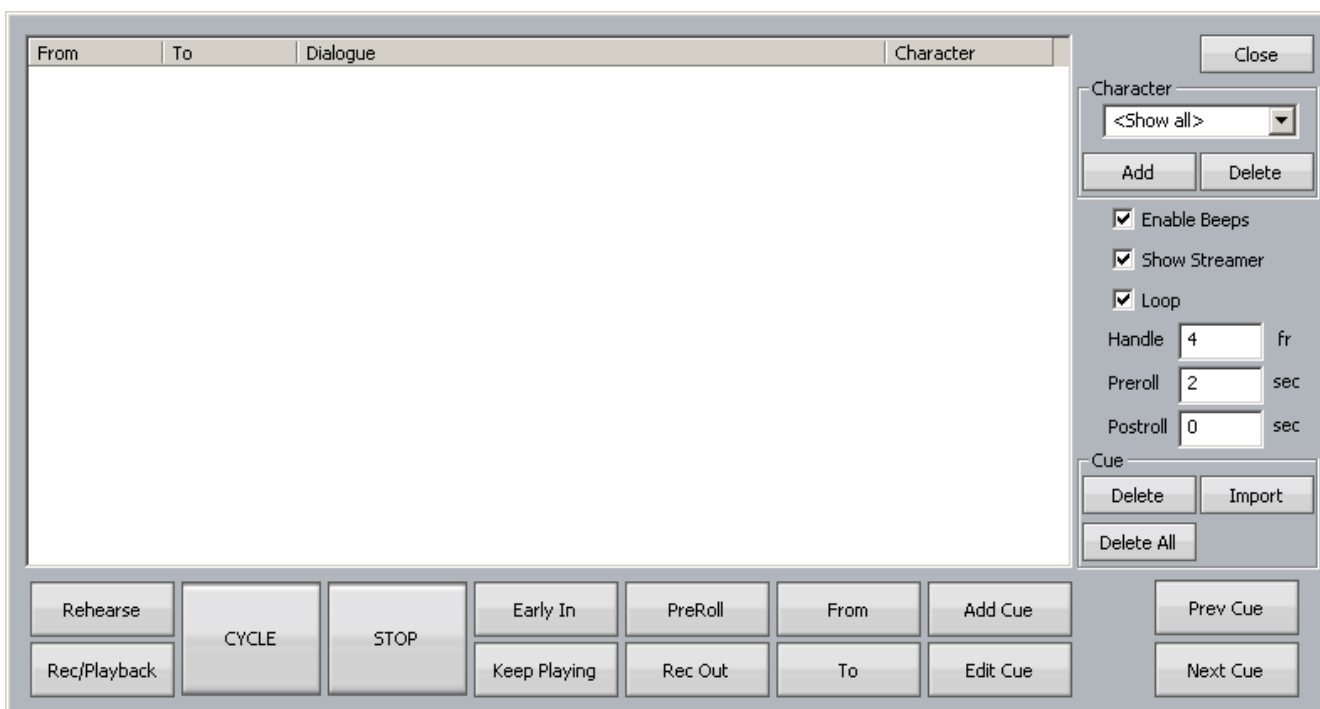 From To Dialogue Character
Close
Character
<Show all>
Add Delete
Enable Beeps
Show Streamer
Loop
Handle 4 fr
Preroll 2 sec
Postroll 0 sec
Cue
Delete Import
Delete All
Rehearse CYCLE STOP Early In PreRoll From Add Cue Prev Cue
Rec/Playback Keep Playing Rec Out To Edit Cue Next Cue